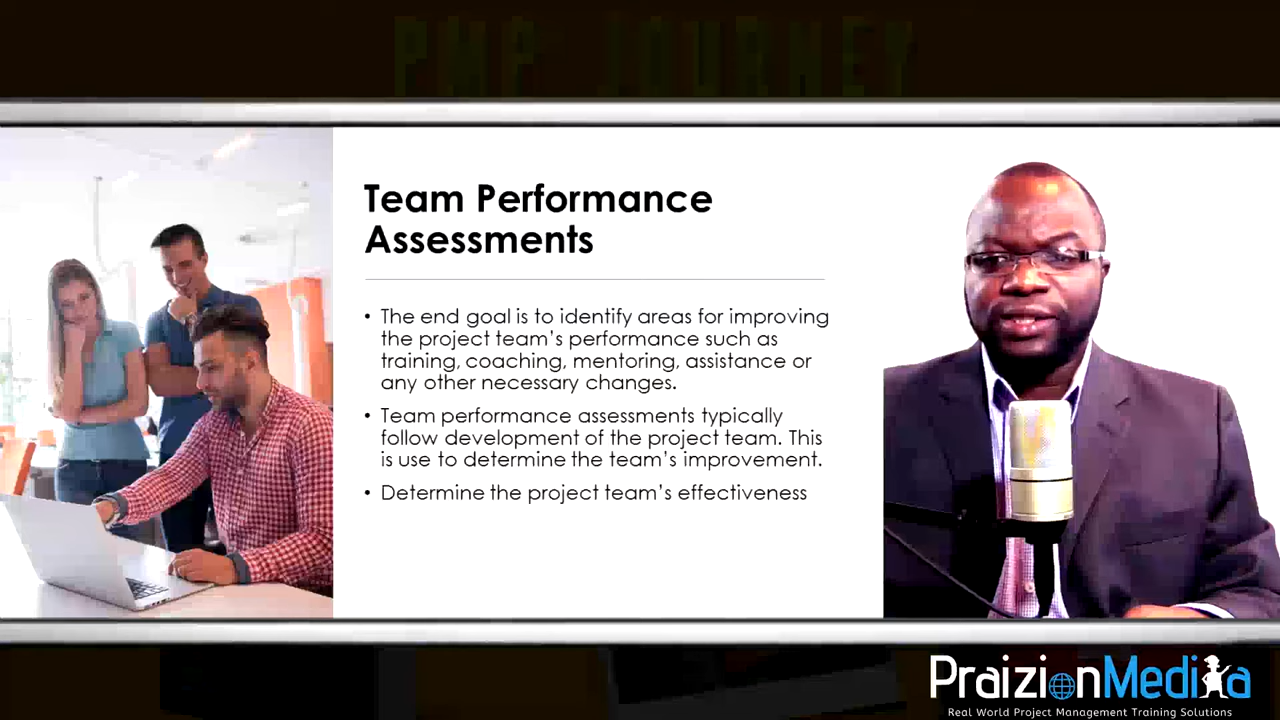 PMP JOURNEY
Team Performance
Assessments
• The end goal is to identify areas for improving
the project team's performance such as
training, coaching, mentoring, assistance or
any other necessary changes.
• Team performance assessments typically
follow development of the project team. This
is use to determine the team's improvement.
• Determine the project team's effectiveness
PraizionMedia
Real World Project Management Training Solutions